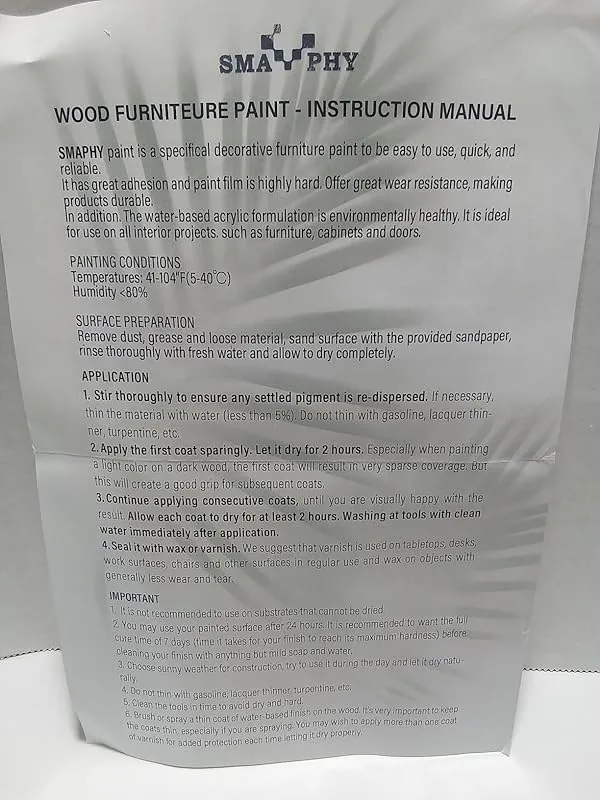 SMA PHY
WOOD FURNITEURE PAINT - INSTRUCTION MANUAL
SMAPHY paint is a specifical decorative furniture paint to be easy to use, quick, and
reliable.
It has great adhesion and paint film is highly hard. Offer great wear resistance, making
products durable.
In addition. The water-based acrylic formulation is environmentally healthy. It is ideal
for use on all interior projects. such as furniture, cabinets and doors.
PAINTING CONDITIONS
Temperatures: 41-104°F(5-40℃)
Humidity <80%
SURFACE PREPARATION
Remove dust, grease and loose material, sand surface with the provided sandpaper,
rinse thoroughly with fresh water and allow to dry completely.
APPLICATION
1. Stir thoroughly to ensure any settled pigment is re-dispersed. If necessary,
thin the material with water (less than 5%). Do not thin with gasoline, lacquer thin-
ner, turpentine, etc.
2. Apply the first coat sparingly. Let it dry for 2 hours. Especially when painting
a light color on a dark wood, the first coat will result in very sparse coverage. But
this will create a good grip for subsequent coats.
3. Continue applying consecutive coats, until you are visually happy with the
result. Allow each coat to dry for at least 2 hours. Washing at tools with clean
water immediately after application.
4. Seal it with wax or varnish. We suggest that varnish is used on tabletops, desks,
work surfaces, chairs and other surfaces in regular use and wax on objects with
generally less wear and tear.
IMPORTANT
1. It is not recommended to use on substrates that cannot be dried.
2. You may use your painted surface after 24 hours. It is recommended to want the full
cure time of 7 days (time it takes for your finish to reach its maximum hardness) before
cleaning your finish with anything but mild soap and water.
3. Choose sunny weather for construction, try to use it during the day and let it dry natu-
rally.
4. Do not thin with gasoline, lacquer thinner, turpentine, etc.
5. Clean the tools in time to avoid dry and hard.
6. Brush or spray a thin coat of water-based finish on the wood. It's very important to keep
the coats thin, especially if you are spraying. You may wish to apply more than one coat
of varnish for added protection each time letting it dry properly.